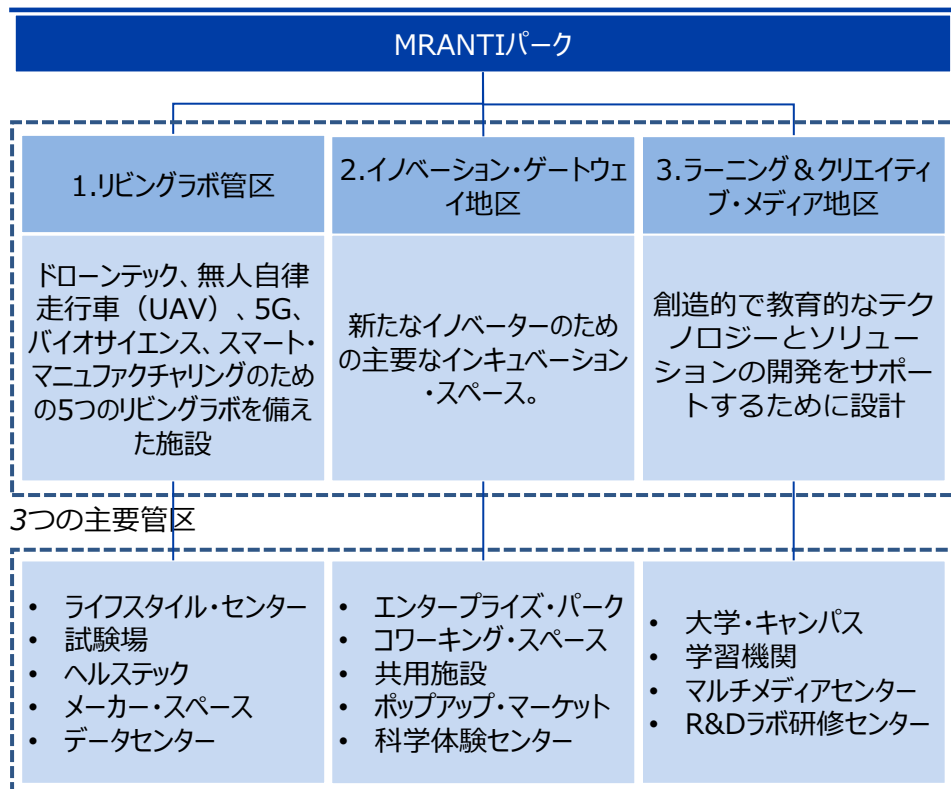 MRANTIパーク
1.リビングラボ管区
2.イノベーション・ゲートウェ
イ地区
3.ラーニング＆クリエイティ
ブ・メディア地区
ドローンテック、無人自律
走行車（UAV）、5G、
バイオサイエンス、スマート・
マニュファクチャリングのため
の5つのリビングラボを備え
た施設
新たなイノベーターのため
の主要なインキュベーション
・スペース。
創造的で教育的なテク
ノロジーとソリュー
ションの開発をサポー
トするために設計
3つの主要管区
• ライフスタイル・センター
• 試験場
• ヘルステック
• メーカー・スペース
• データセンター
• エンタープライズ・パーク
• コワーキング・スペース
• 共用施設
• ポップアップ・マーケット
• 科学体験センター
• 大学・キャンパス
• 学習機関
• マルチメディアセンター
• R&Dラボ研修センター